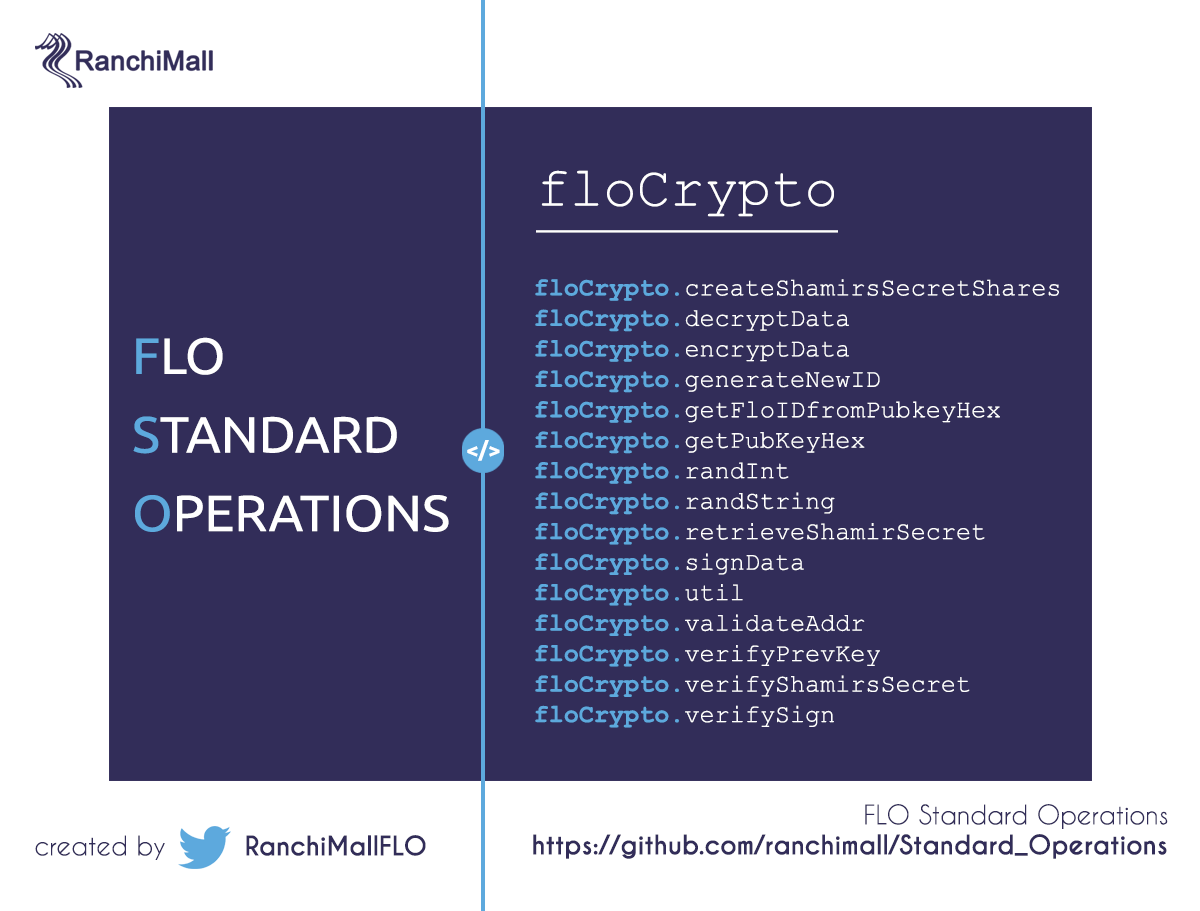 RanchiMall
FLO
STANDARD
OPERATIONS
</>
floCrypto
floCrypto.createShamirsSecretShares
floCrypto.decryptData
floCrypto.encryptData
floCrypto.generateNewID
floCrypto.getFloIDfromPubkeyHex
floCrypto.getPubKeyHex
floCrypto.randInt
floCrypto.randString
floCrypto.retrieveShamirSecret
floCrypto.signData
floCrypto.util
floCrypto.validateAddr
floCrypto.verifyPrevKey
floCrypto.verifyShamirsSecret
floCrypto.verifySign
created by RanchiMallFLO
FLO Standard Operations
https://github.com/ranchimall/Standard_Operations